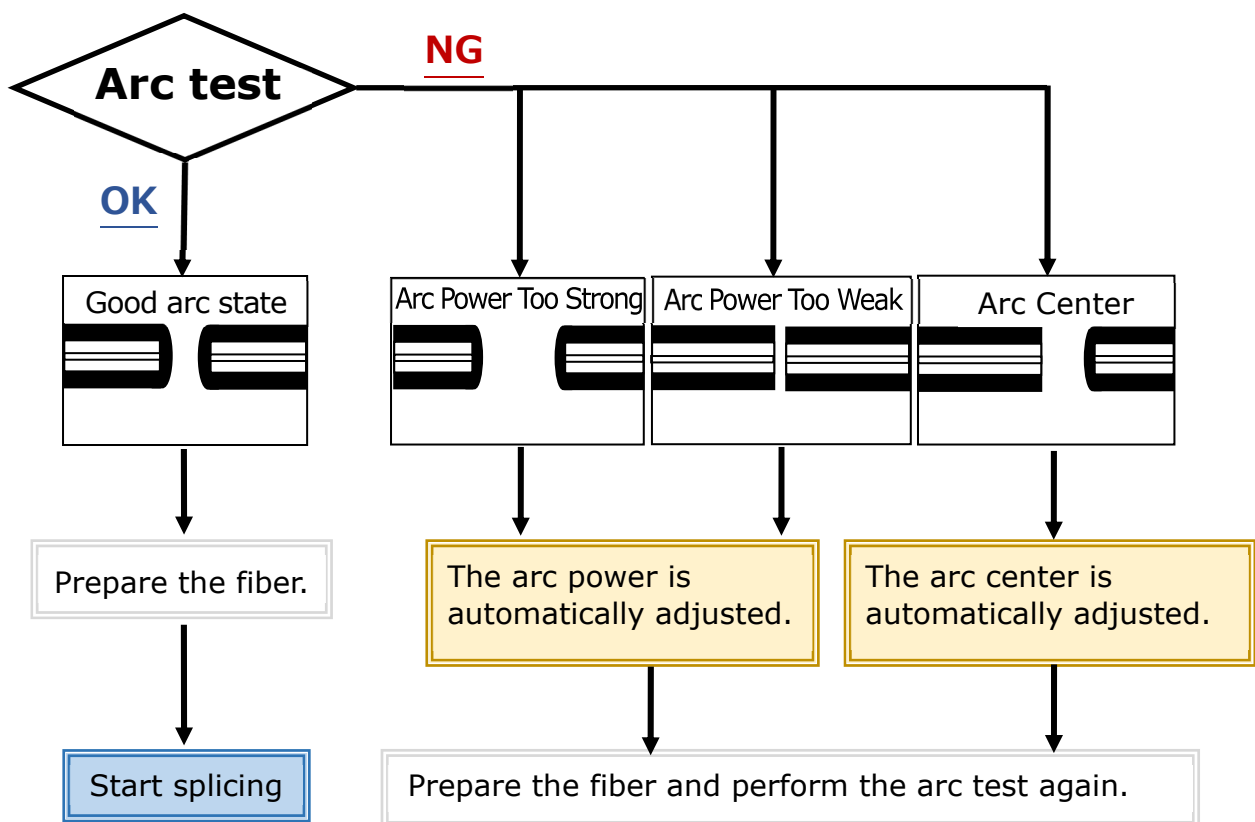 Arc test
NG
OK
Good arc state
Arc Power Too Strong
Arc Power Too Weak
Arc Center
Prepare the fiber.
The arc power is
automatically adjusted.
The arc center is
automatically adjusted.
Start splicing
Prepare the fiber and perform the arc test again.